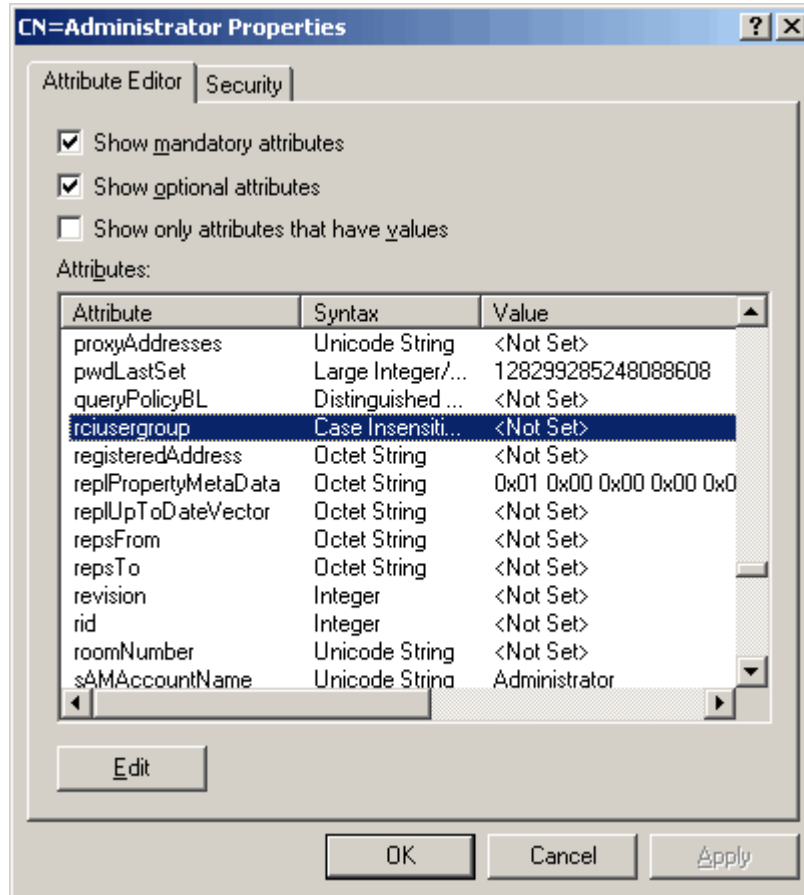 CN=Administrator Properties
Attribute Editor Security
Show mandatory attributes
Show optional attributes
Show only attributes that have values
Attributes:
Attribute Syntax Value
proxyAddresses Unicode String <Not Set>
pwdLastSet Large Integer/... 128299285248088608
queryPolicyBL Distinguished ... <Not Set>
rciusergroup Case Insensiti... <Not Set>
registeredAddress Octet String <Not Set>
replPropertyMetaData Octet String 0x01 0x00 0x00 0x00 0x0
replUpToDateVector Octet String <Not Set>
repsFrom Octet String <Not Set>
repsTo Octet String <Not Set>
revision Integer <Not Set>
rid Integer <Not Set>
roomNumber Unicode String <Not Set>
sAMAccountName Unicode String Administrator
Edit
OK Cancel Apply